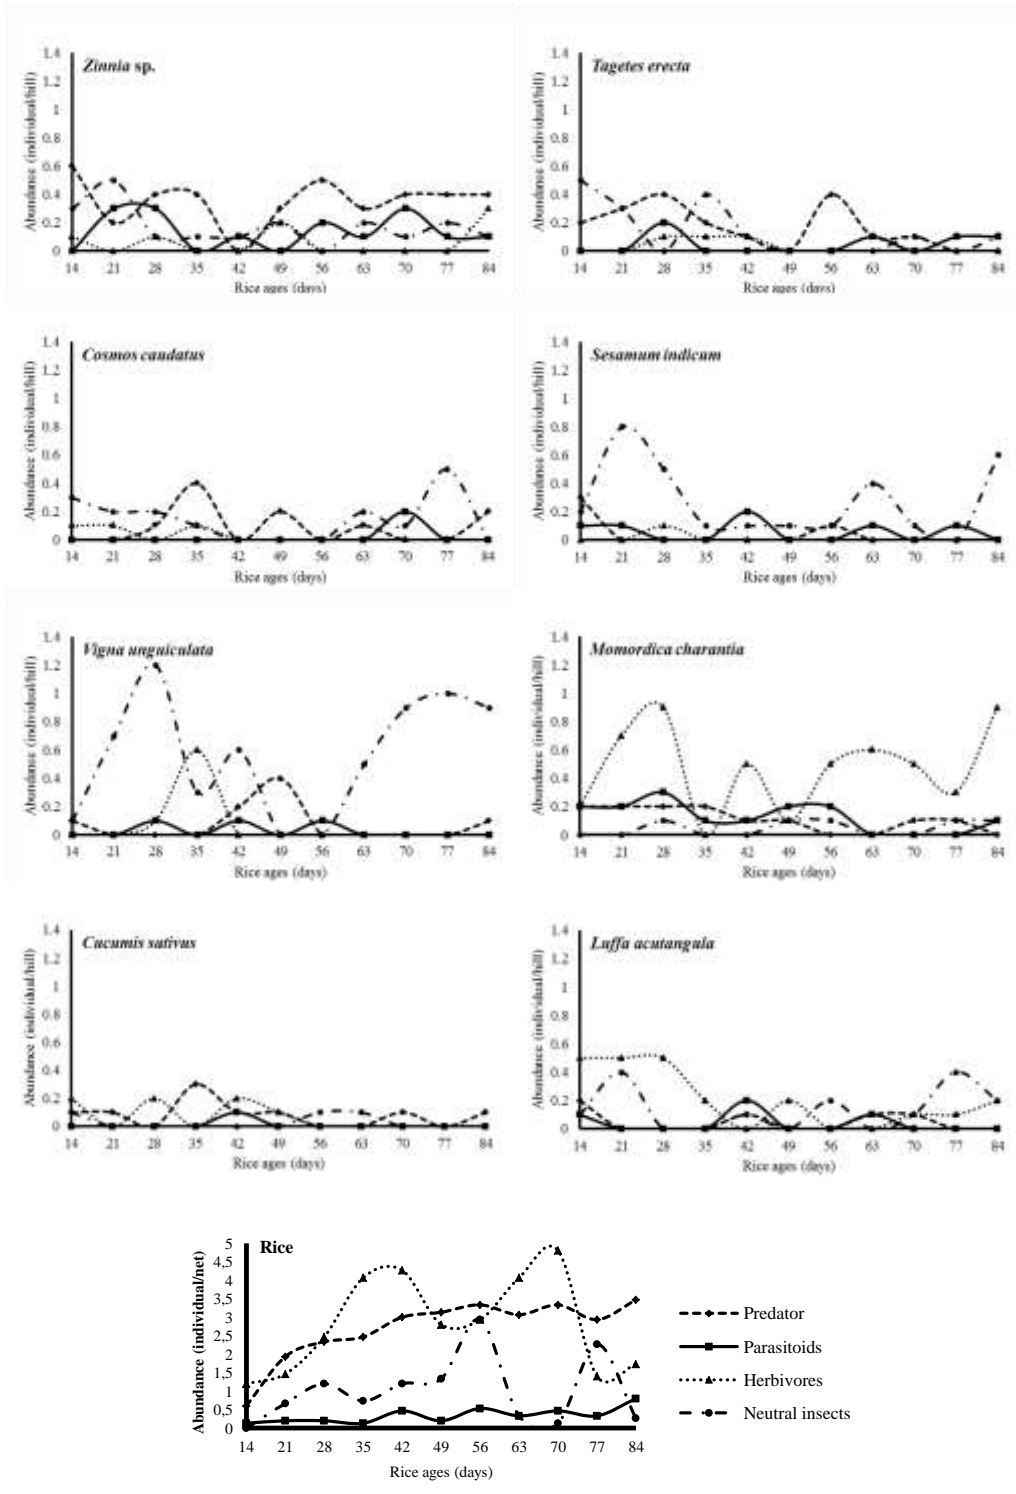 Zinnia sp.
Abundance (individual/hill)
1.4
1.2
1
0.8
0.6
0.4
0.2
0
14 21 28 35 42 49 56 63 70 77 84
Rice ages (days)
Tagetes erecta
Abundance (individual/hill)
1.4
1.2
1
0.8
0.6
0.4
0.2
0
14 21 28 35 42 49 56 63 70 77 84
Rice ages (days)
Cosmos caudatus
Abundance (individual/hill)
1.4
1.2
1
0.8
0.6
0.4
0.2
0
14 21 28 35 42 49 56 63 70 77 84
Rice ages (days)
Sesamum indicum
Abundance (individual/hill)
1.4
1.2
1
0.8
0.6
0.4
0.2
0
14 21 28 35 42 49 56 63 70 77 84
Rice ages (days)
Vigna unguiculata
Abundance (individual/hill)
1.4
1.2
1
0.8
0.6
0.4
0.2
0
14 21 28 35 42 49 56 63 70 77 84
Rice ages (days)
Momordica charantia
Abundance (individual/hill)
1.4
1.2
1
0.8
0.6
0.4
0.2
0
14 21 28 35 42 49 56 63 70 77 84
Rice ages (days)
Cucumis sativus
Abundance (individual/hill)
1.4
1.2
1
0.8
0.6
0.4
0.2
0
14 21 28 35 42 49 56 63 70 77 84
Rice ages (days)
Luffa acutangula
Abundance (individual/hill)
1.4
1.2
1
0.8
0.6
0.4
0.2
0
14 21 28 35 42 49 56 63 70 77 84
Rice ages (days)
Rice
Abundance (individual/net)
5
4,5
4
3,5
3
2,5
2
1,5
1
0,5
0
14 21 28 35 42 49 56 63 70 77 84
Rice ages (days)
Predator
Parasitoids
Herbivores
Neutral insects